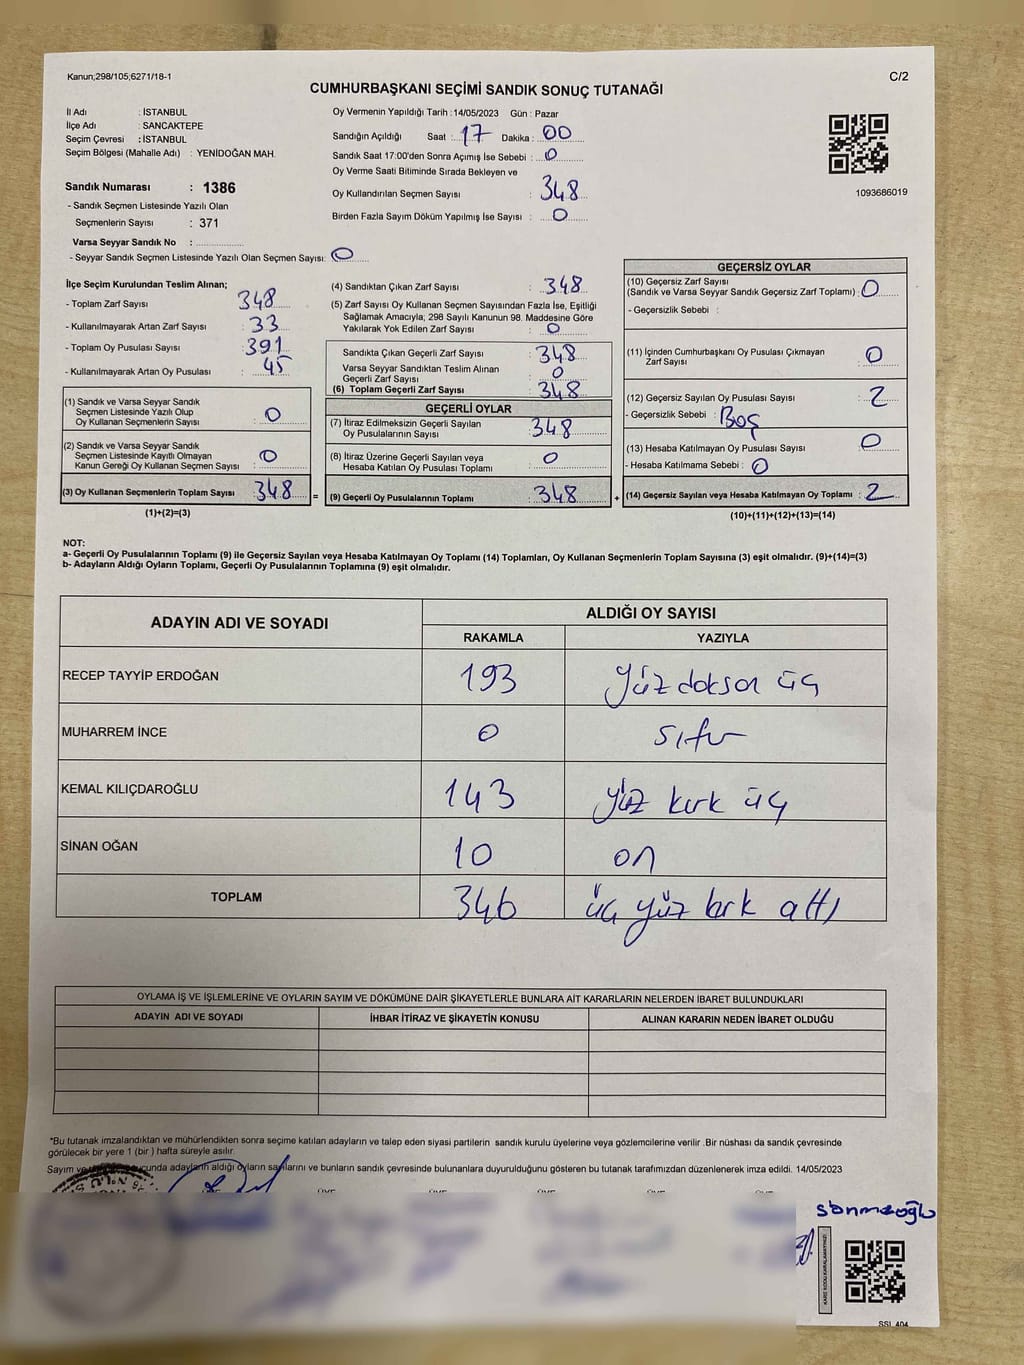 Kanun;298/105;6271/18-1
C/2
CUMHURBAŞKANI SEÇİMİ SANDIK SONUÇ TUTANAĞI
İl Adı : İSTANBUL
İlçe Adı : SANCAKTEPE
Seçim Çevresi : İSTANBUL
Seçim Bölgesi (Mahalle Adı) : YENİDOĞAN MAH.
Sandık Numarası : 1386
- Sandık Seçmen Listesinde Yazılı Olan
Seçmenlerin Sayısı : 371
Varsa Seyyar Sandık No :
- Seyyar Sandık Seçmen Listesinde Yazılı Olan Seçmen Sayısı: 0
Oy Vermenin Yapıldığı Tarih : 14/05/2023 Gün : Pazar
Sandığın Açıldığı Saat : 17 Dakika : 00
Sandık Saat 17:00'den Sonra Açımış İse Sebebi : 0
Oy Verme Saati Bitiminde Sırada Bekleyen ve
Oy Kullandırılan Seçmen Sayısı : 348
Birden Fazla Sayım Döküm Yapılmış İse Sayısı : 0
1093686019
İlçe Seçim Kurulundan Teslim Alınan;
- Toplam Zarf Sayısı : 348
- Kullanılmayarak Artan Zarf Sayısı : 33
- Toplam Oy Pusulası Sayısı : 391
- Kullanılmayarak Artan Oy Pusulası : 45
(1) Sandık ve Varsa Seyyar Sandık
Seçmen Listesinde Yazılı Olup
Oy Kullanan Seçmenlerin Sayısı : 0
(2) Sandık ve Varsa Seyyar Sandık
Seçmen Listesinde Kayıtlı Olmayan
Kanun Gereği Oy Kullanan Seçmen Sayısı : 0
(3) Oy Kullanan Seçmenlerin Toplam Sayısı : 348
(1)+(2)=(3)
(4) Sandıktan Çıkan Zarf Sayısı : 348
(5) Zarf Sayısı Oy Kullanan Seçmen Sayısından Fazla İse, Eşitliği
Sağlamak Amacıyla; 298 Sayılı Kanunun 98. Maddesine Göre
Yakılarak Yok Edilen Zarf Sayısı : 0
Sandıkta Çıkan Geçerli Zarf Sayısı : 348
Varsa Seyyar Sandıktan Teslim Alınan
Geçerli Zarf Sayısı : 0
(6) Toplam Geçerli Zarf Sayısı : 348
GEÇERLİ OYLAR
(7) İtiraz Edilmeksizin Geçerli Sayılan
Oy Pusulalarının Sayısı : 348
(8) İtiraz Üzerine Geçerli Sayılan veya
Hesaba Katılan Oy Pusulası Toplamı : 0
= (9) Geçerli Oy Pusulalarının Toplamı : 348
GEÇERSİZ OYLAR
(10) Geçersiz Zarf Sayısı
(Sandık ve Varsa Seyyar Sandık Geçersiz Zarf Toplamı) : 0
- Geçersizlik Sebebi :
(11) İçinden Cumhurbaşkanı Oy Pusulası Çıkmayan
Zarf Sayısı : 0
(12) Geçersiz Sayılan Oy Pusulası Sayısı : 2
- Geçersizlik Sebebi : Boş
(13) Hesaba Katılmayan Oy Pusulası Sayısı : 0
- Hesaba Katılmama Sebebi : 0
+ (14) Geçersiz Sayılan veya Hesaba Katılmayan Oy Toplamı : 2
(10)+(11)+(12)+(13)=(14)
NOT:
a- Geçerli Oy Pusulalarının Toplamı (9) ile Geçersiz Sayılan veya Hesaba Katılmayan Oy Toplamı (14) Toplamları, Oy Kullanan Seçmenlerin Toplam Sayısına (3) eşit olmalıdır. (9)+(14)=(3)
b- Adayların Aldığı Oyların Toplamı, Geçerli Oy Pusulalarının Toplamına (9) eşit olmalıdır.
ADAYIN ADI VE SOYADI
ALDIĞI OY SAYISI
RAKAMLA YAZIYLA
RECEP TAYYİP ERDOĞAN 193 yüz doksan üç
MUHARREM İNCE 0 sıfır
KEMAL KILIÇDAROĞLU 143 yüz kırk üç
SİNAN OĞAN 10 on
TOPLAM 346 üç yüz kırk altı
OYLAMA İŞ VE İŞLEMLERİNE VE OYLARIN SAYIM VE DÖKÜMÜNE DAİR ŞİKAYETLERLE BUNLARA AİT KARARLARIN NELERDEN İBARET BULUNDUKLARI
ADAYIN ADI VE SOYADI İHBAR İTİRAZ VE ŞİKAYETİN KONUSU ALINAN KARARIN NEDEN İBARET OLDUĞU
*Bu tutanak imzalandıktan ve mühürlendikten sonra seçime katılan adayların ve talep eden siyasi partilerin sandık kurulu üyelerine veya gözlemcilerine verilir .Bir nüshası da sandık çevresinde
görülecek bir yere 1 (bir ) hafta süreyle asılır.
Sayım ve adayların aldığı oyların sayılarını ve bunların sandık çevresinde bulunanlara duyurulduğunu gösteren bu tutanak tarafımızdan düzenlenerek imza edildi. 14/05/2023
SSL 404